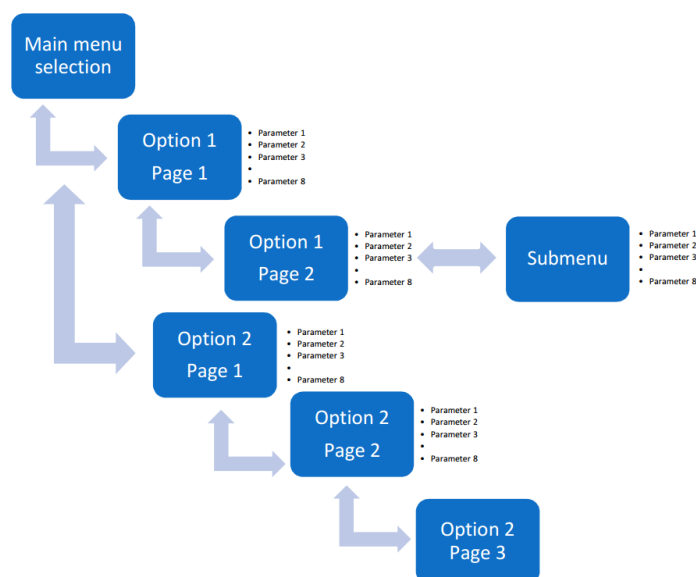 Main menu
selection
Option 1
Page 1
• Parameter 1
• Parameter 2
• Parameter 3
•
• Parameter 8
Option 1
Page 2
• Parameter 1
• Parameter 2
• Parameter 3
•
• Parameter 8
Submenu
• Parameter 1
• Parameter 2
• Parameter 3
•
• Parameter 8
Option 2
Page 1
• Parameter 1
• Parameter 2
• Parameter 3
•
• Parameter 8
Option 2
Page 2
• Parameter 1
• Parameter 2
• Parameter 3
•
• Parameter 8
Option 2
Page 3